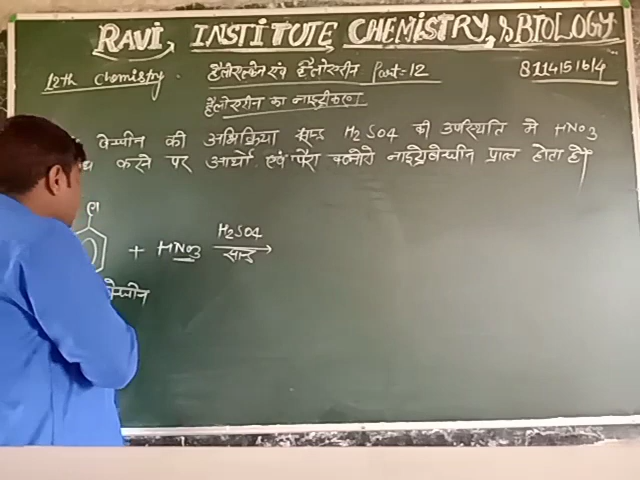 RAVI INSTITUTE CHEMISTRY & BIOLOGY
12th Chemistry. हैलोएल्केन एवं हैलोएरीन Part-12 8114151614
हैलोएरीन का नाइट्रीकरण
बेन्जीन की अभिक्रिया सान्द्र H2SO4 की उपस्थिति में HNO3
करने पर आर्थो एवं पैरा क्लोरो नाइट्रोबेन्जीन प्राप्त होता है।
Cl
+ HNO3 H2SO4
सान्द्र
बेन्जीन